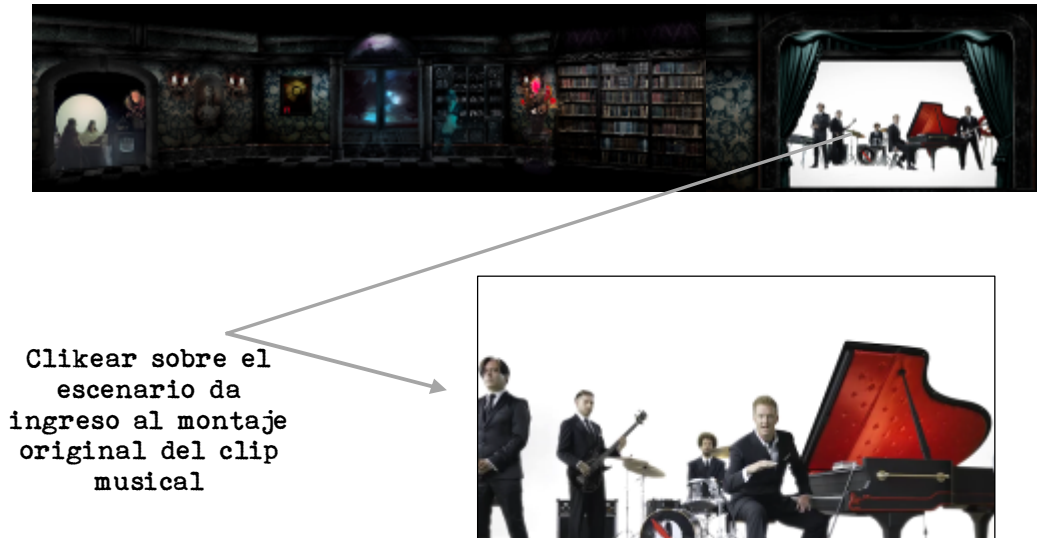 Clikear sobre el
escenario da
ingreso al montaje
original del clip
musical